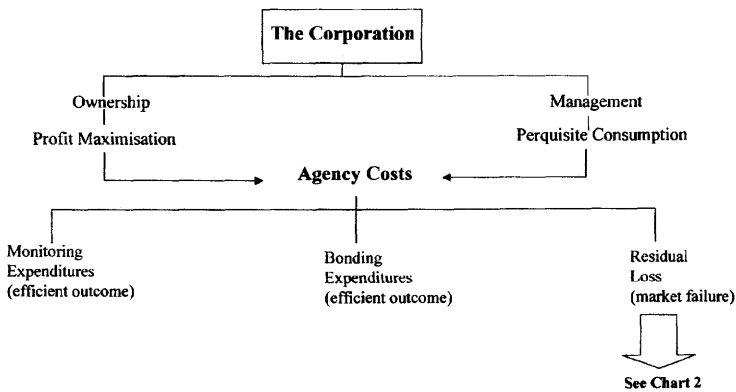 The Corporation
Ownership
Management
Profit Maximisation
Perquisite Consumption
Agency Costs
Monitoring
Expenditures
(efficient outcome)
Bonding
Expenditures
(efficient outcome)
Residual
Loss
(market failure)
See Chart 2